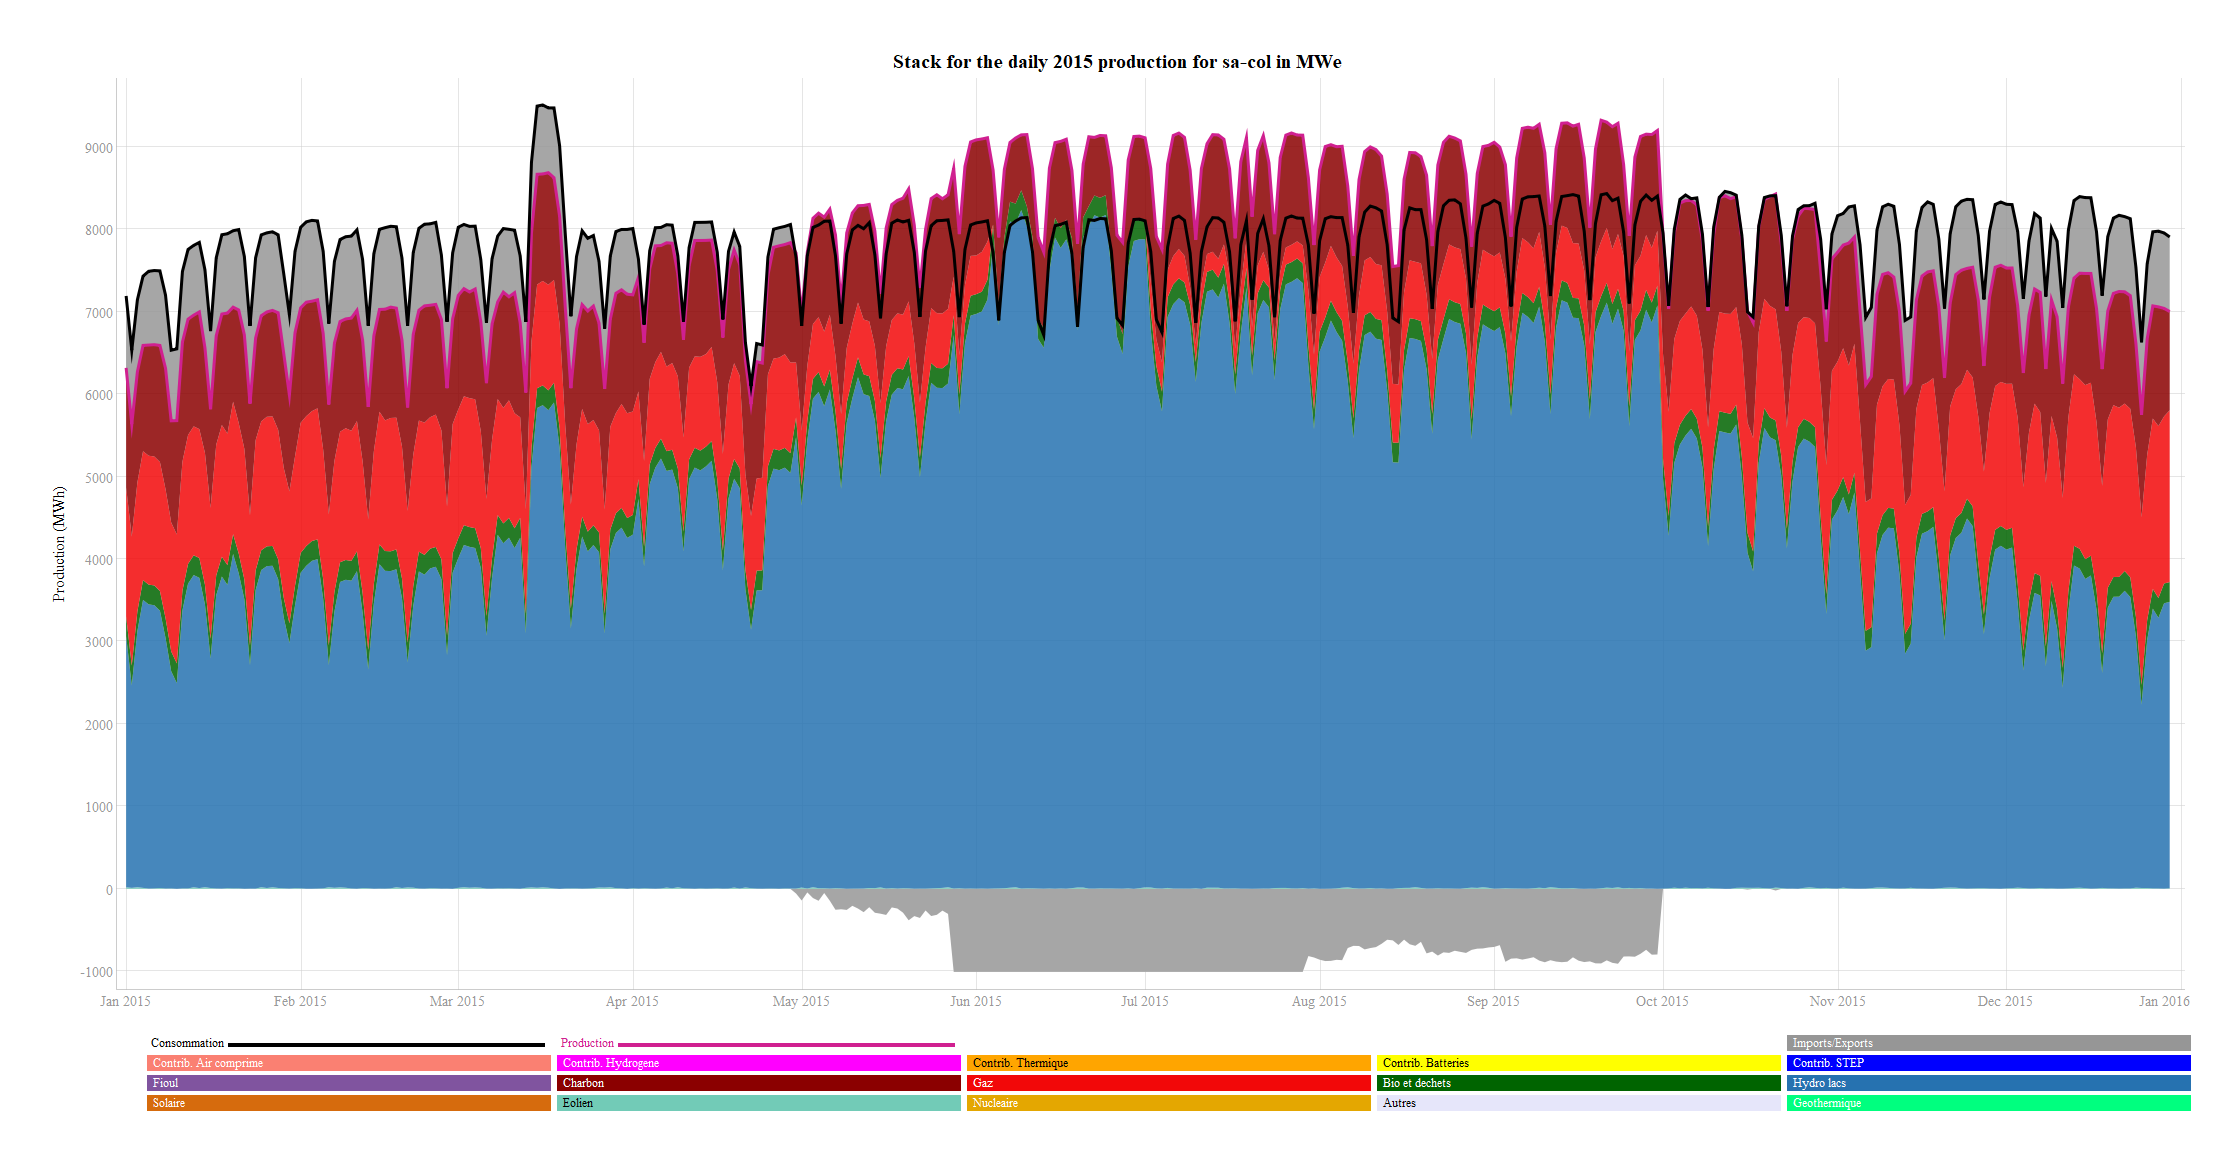 Stack for the daily 2015 production for sa-col in MWe
Production (MWh)
9000
8000
7000
6000
5000
4000
3000
2000
1000
0
-1000
Jan 2015 Feb 2015 Mar 2015 Apr 2015 May 2015 Jun 2015 Jul 2015 Aug 2015 Sep 2015 Oct 2015 Nov 2015 Dec 2015 Jan 2016
Consommation Production Imports/Exports
Contrib. Air comprime Contrib. Hydrogene Contrib. Thermique Contrib. Batteries Contrib. STEP
Fioul Charbon Gaz Bio et dechets Hydro lacs
Solaire Eolien Nucleaire Autres Geothermique